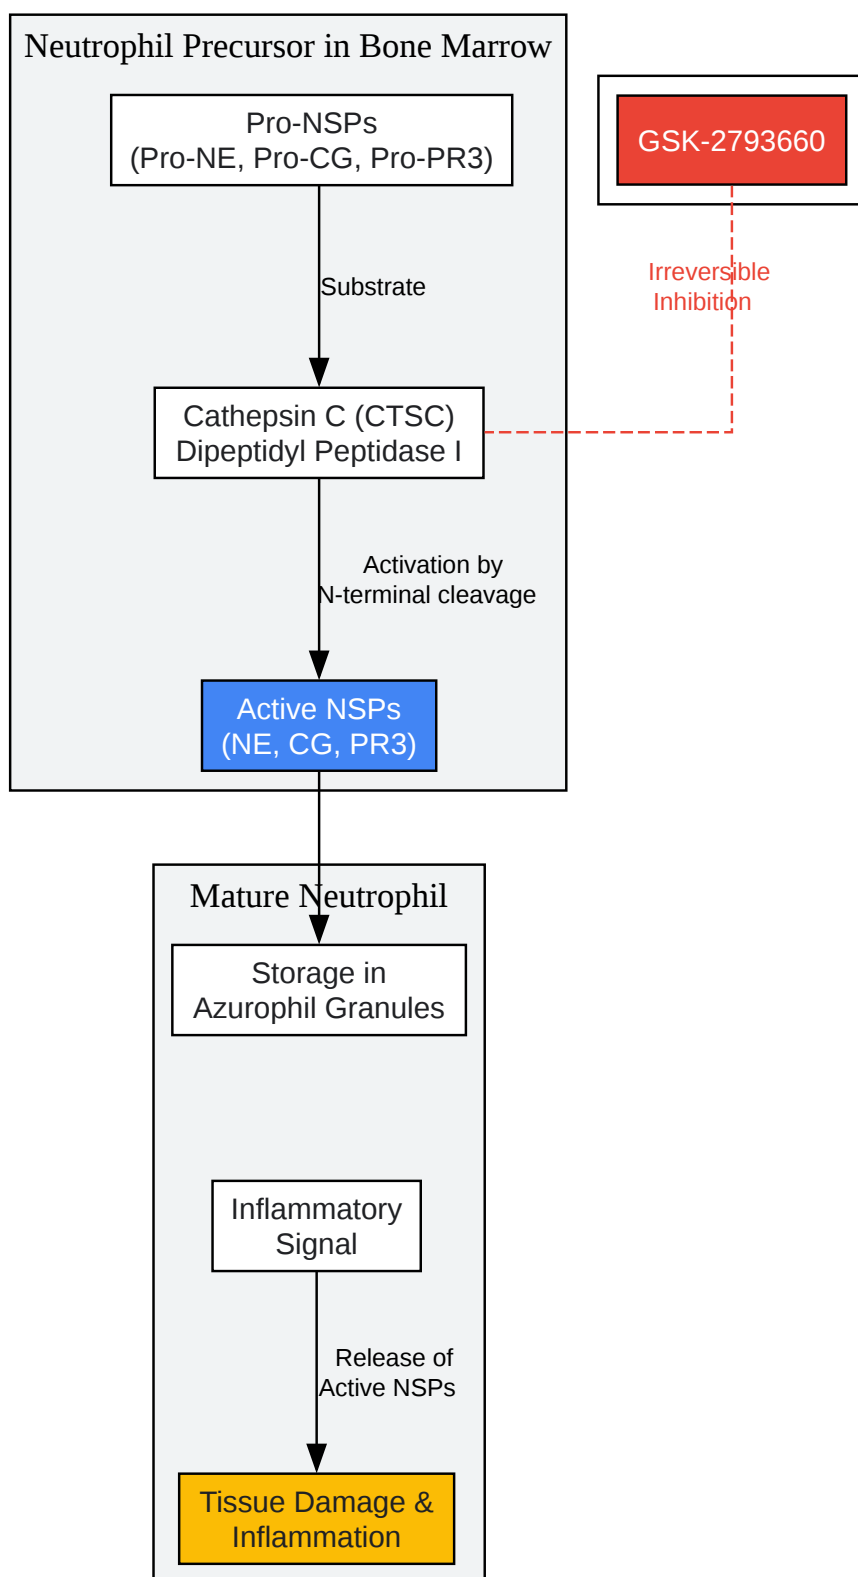 Neutrophil Precursor in Bone Marrow
Pro-NSPs
(Pro-NE, Pro-CG, Pro-PR3)
GSK-2793660
Irreversible
Inhibition
Substrate
Cathepsin C (CTSC)
Dipeptidyl Peptidase I
Activation by
N-terminal cleavage
Active NSPs
(NE, CG, PR3)
Mature Neutrophil
Storage in
Azurophil Granules
Inflammatory
Signal
Release of
Active NSPs
Tissue Damage &
Inflammation